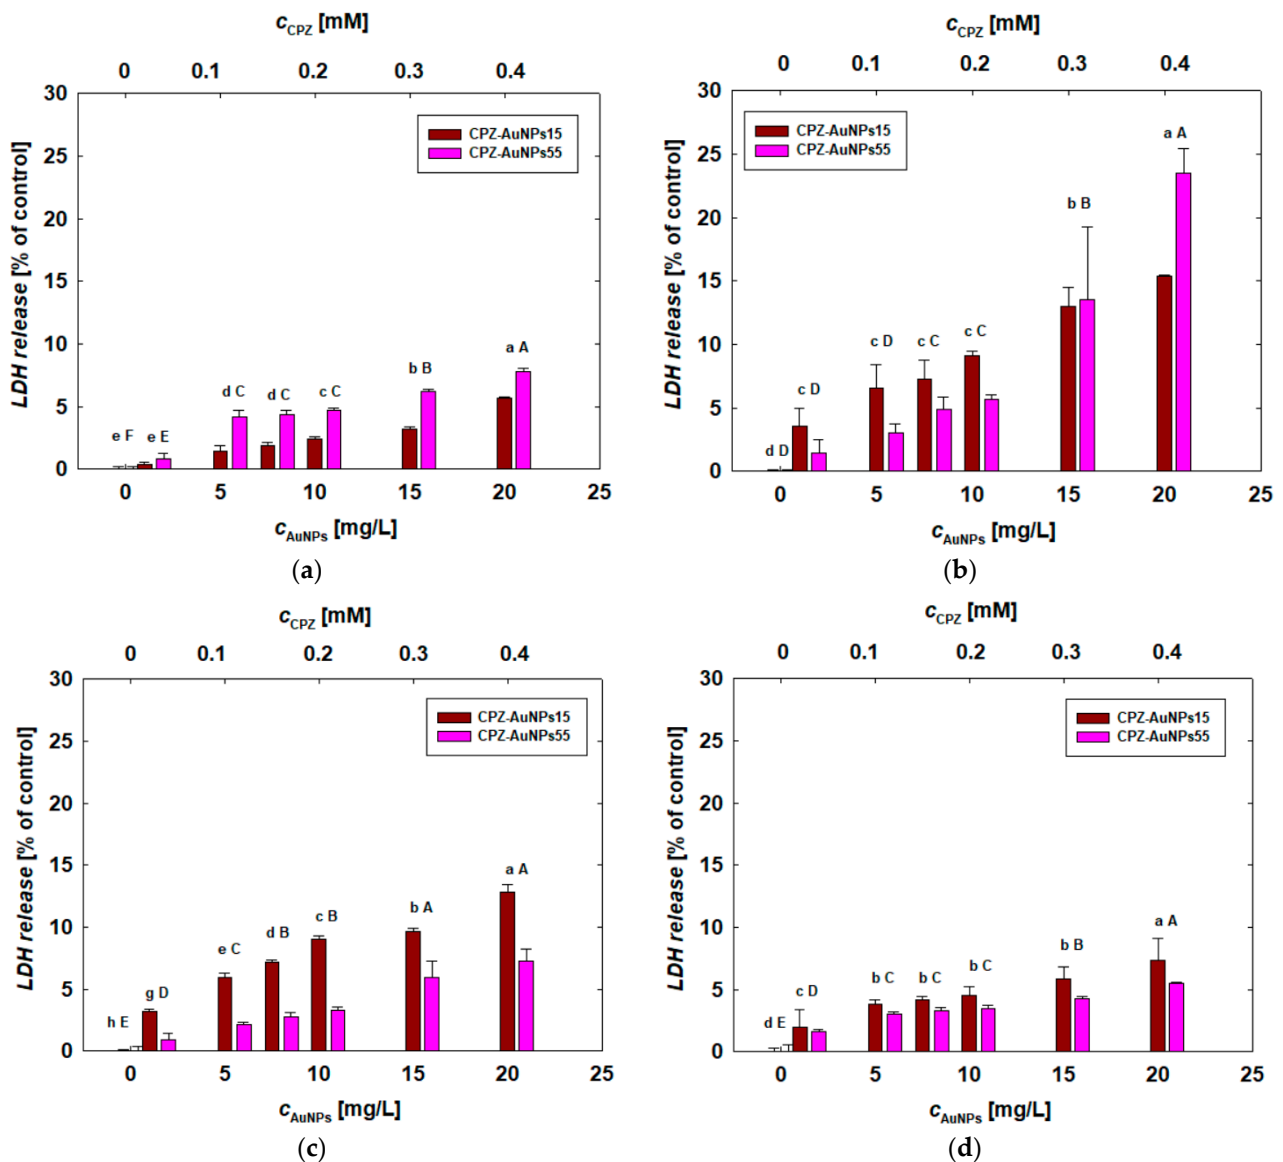 c_CPZ [mM]
0 0.1 0.2 0.3 0.4
LDH release [% of control]
30
25
20
15
10
5
0
CPZ-AuNPs15
CPZ-AuNPs55
e F e E d C d C c C b B a A
0 5 10 15 20 25
c_AuNPs [mg/L]
(a)
c_CPZ [mM]
0 0.1 0.2 0.3 0.4
LDH release [% of control]
30
25
20
15
10
5
0
CPZ-AuNPs15
CPZ-AuNPs55
d D c D c D c C c C b B a A
0 5 10 15 20 25
c_AuNPs [mg/L]
(b)
c_CPZ [mM]
0 0.1 0.2 0.3 0.4
LDH release [% of control]
30
25
20
15
10
5
0
CPZ-AuNPs15
CPZ-AuNPs55
h E g D e C d B c B b A a A
0 5 10 15 20 25
c_AuNPs [mg/L]
(c)
c_CPZ [mM]
0 0.1 0.2 0.3 0.4
LDH release [% of control]
30
25
20
15
10
5
0
CPZ-AuNPs15
CPZ-AuNPs55
d E c D b C b C b C b B a A
0 5 10 15 20 25
c_AuNPs [mg/L]
(d)